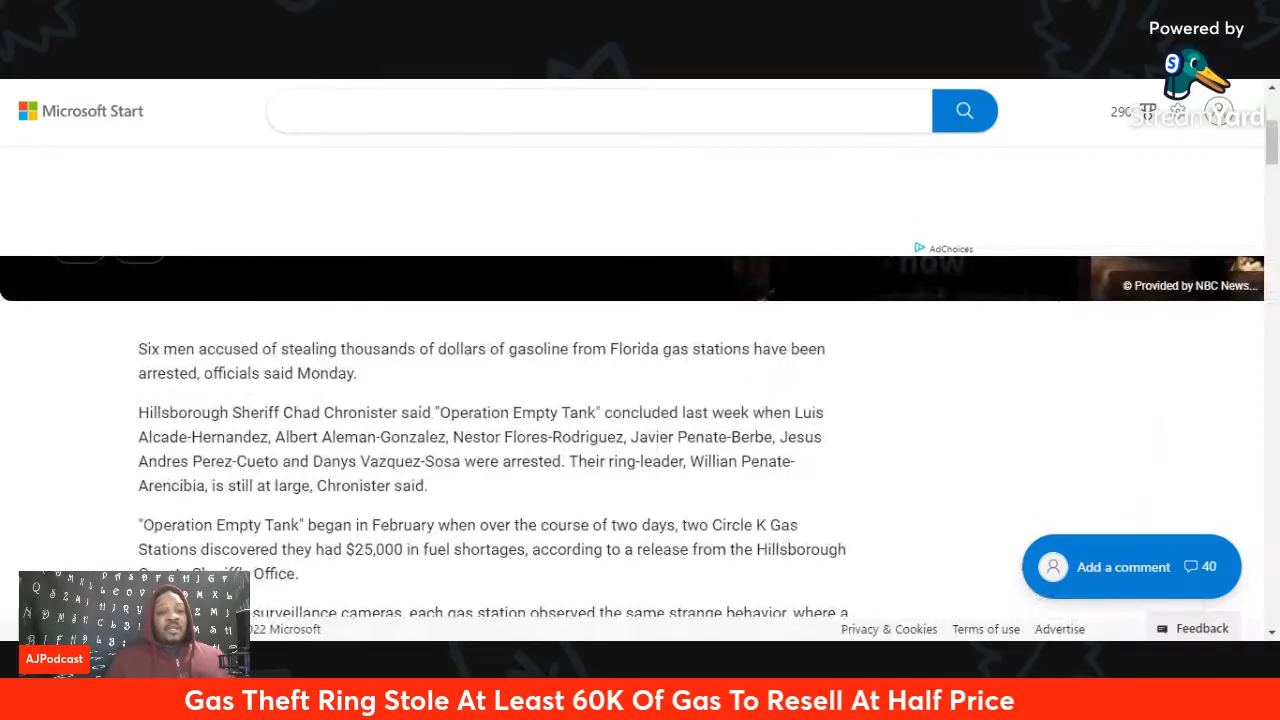 Powered by
StreamYard
Microsoft Start
290
AdChoices
now
© Provided by NBC News...
Six men accused of stealing thousands of dollars of gasoline from Florida gas stations have been
arrested, officials said Monday.
Hillsborough Sheriff Chad Chronister said "Operation Empty Tank" concluded last week when Luis
Alcade-Hernandez, Albert Aleman-Gonzalez, Nestor Flores-Rodriguez, Javier Penate-Berbe, Jesus
Andres Perez-Cueto and Danys Vazquez-Sosa were arrested. Their ring-leader, Willian Penate-
Arencibia, is still at large, Chronister said.
"Operation Empty Tank" began in February when over the course of two days, two Circle K Gas
Stations discovered they had $25,000 in fuel shortages, according to a release from the Hillsborough
Office.
surveillance cameras, each gas station observed the same strange behavior, where a
Add a comment 40
2022 Microsoft
Privacy & Cookies Terms of use Advertise
Feedback
AJPodcast
Gas Theft Ring Stole At Least 60K Of Gas To Resell At Half Price